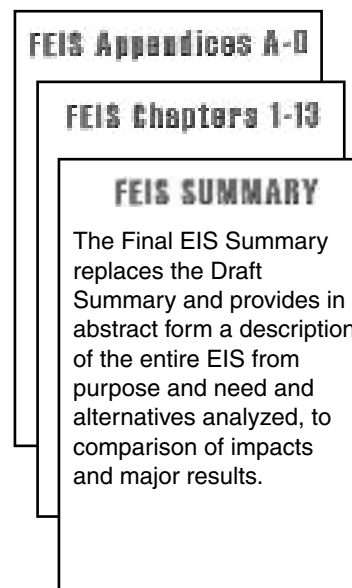 FEIS Appendices A-O
FEIS Chapters 1-13
FEIS SUMMARY
The Final EIS Summary
replaces the Draft
Summary and provides in
abstract form a description
of the entire EIS from
purpose and need and
alternatives analyzed, to
comparison of impacts
and major results.